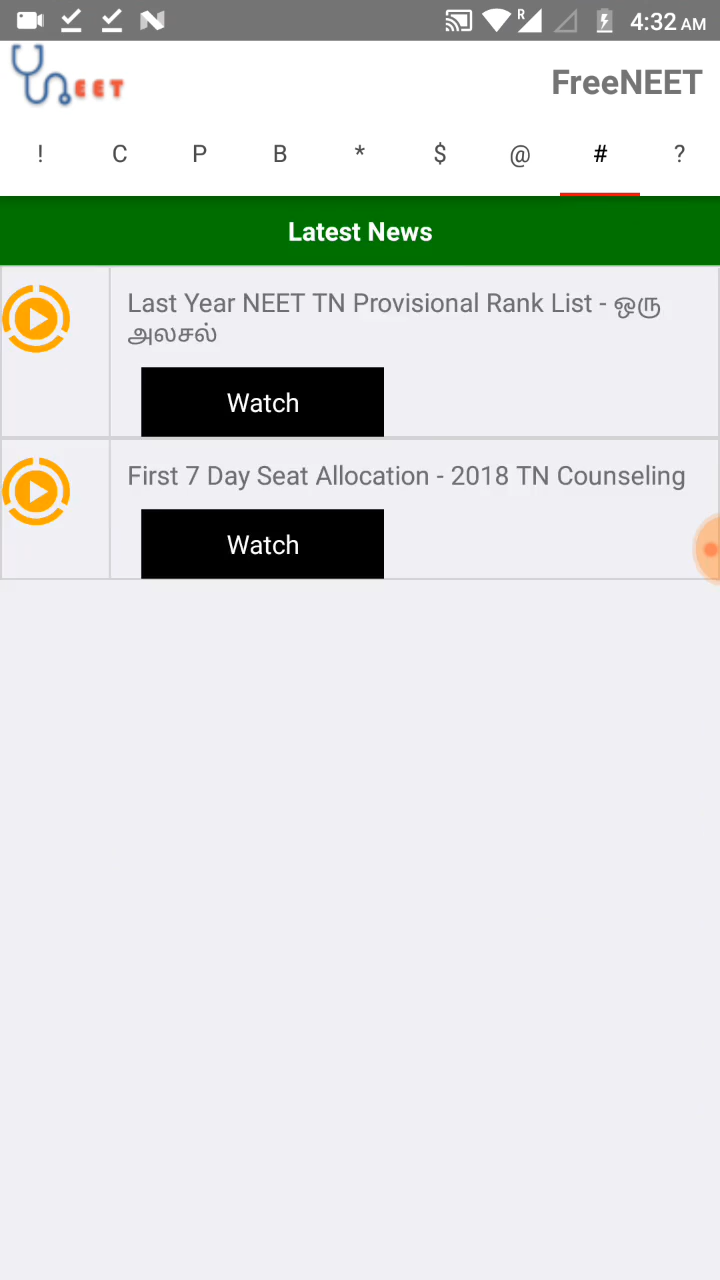 4:32 AM
R
EET
FreeNEET
! C P B * $ @ # ?
Latest News
Last Year NEET TN Provisional Rank List - ஒரு
அலசல்
Watch
First 7 Day Seat Allocation - 2018 TN Counseling
Watch